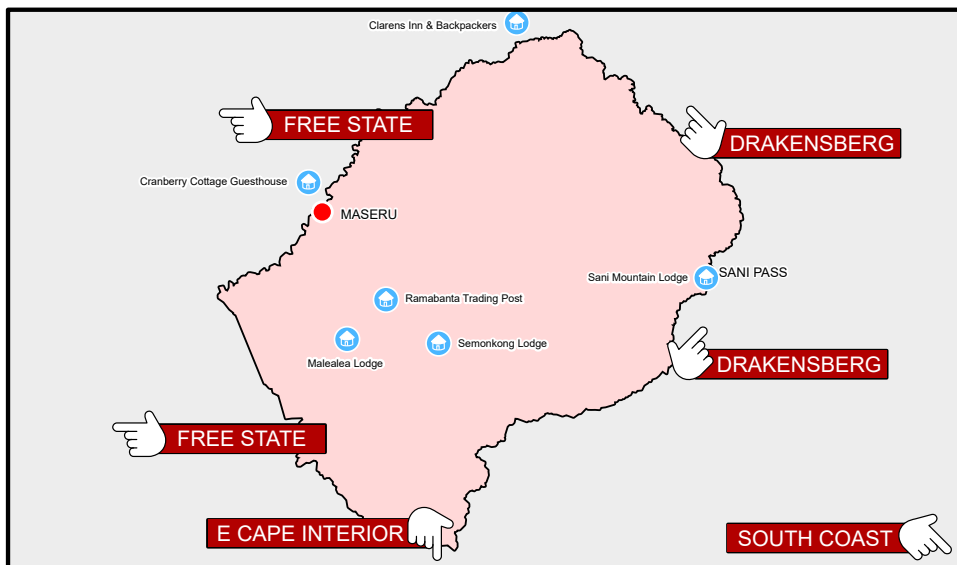 Clarens Inn & Backpackers
FREE STATE
DRAKENSBERG
Cranberry Cottage Guesthouse
MASERU
Sani Mountain Lodge
SANI PASS
Ramabanta Trading Post
Semonkong Lodge
Malealea Lodge
DRAKENSBERG
FREE STATE
E CAPE INTERIOR
SOUTH COAST